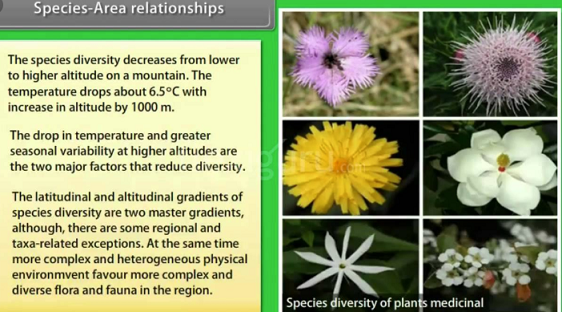 Species-Area relationships
The species diversity decreases from lower
to higher altitude on a mountain. The
temperature drops about 6.5ºC with
increase in altitude by 1000 m.
The drop in temperature and greater
seasonal variability at higher altitudes are
the two major factors that reduce diversity.
The latitudinal and altitudinal gradients of
species diversity are two master gradients,
although, there are some regional and
taxa-related exceptions. At the same time
more complex and heterogeneous physical
environmvent favour more complex and
diverse flora and fauna in the region.
Species diversity of plants medicinal